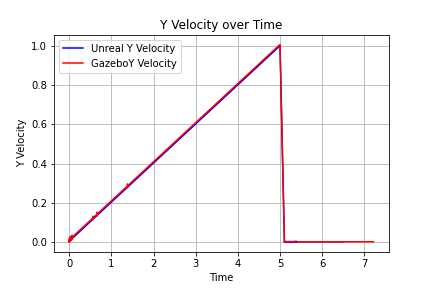 Y Velocity over Time
Unreal Y Velocity
GazeboY Velocity
Y Velocity
1.0
0.8
0.6
0.4
0.2
0.0
0 1 2 3 4 5 6 7
Time